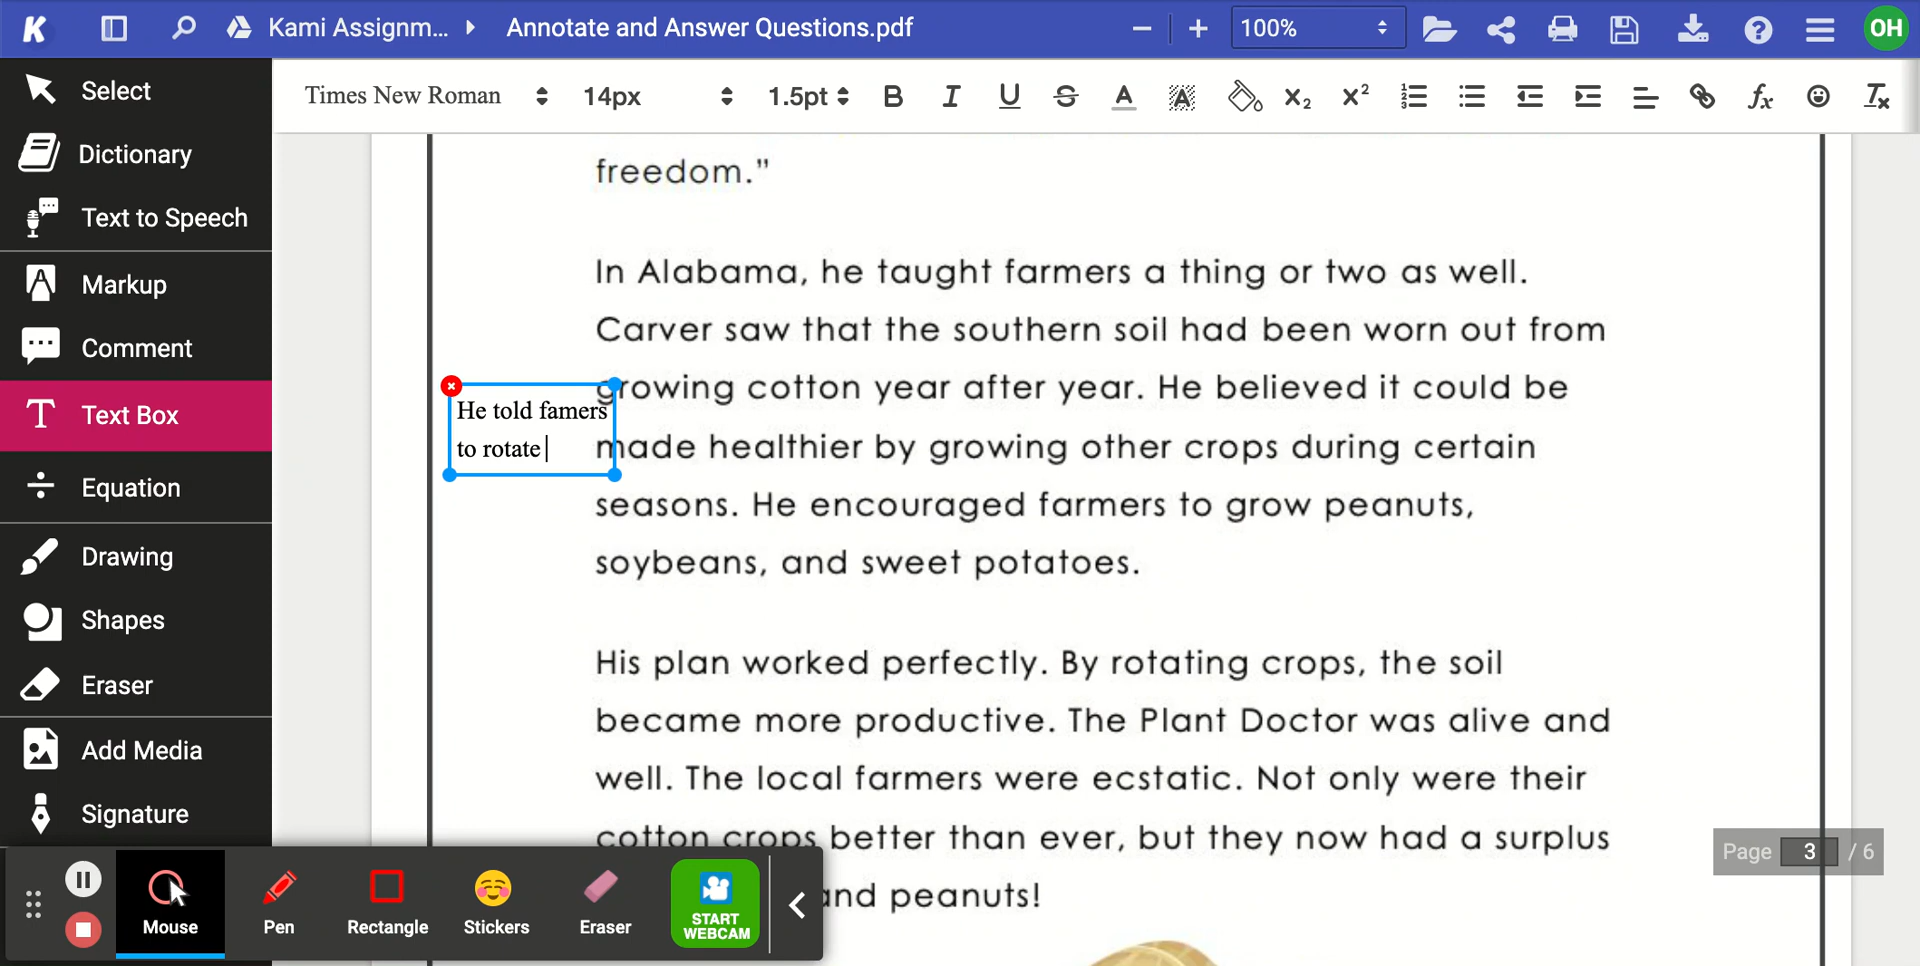 Kami Assignm... Annotate and Answer Questions.pdf 100% OH
Select
Dictionary
Text to Speech
Markup
Comment
Text Box
Equation
Drawing
Shapes
Eraser
Add Media
Signature
Times New Roman 14px 1.5pt
freedom."
In Alabama, he taught farmers a thing or two as well.
Carver saw that the southern soil had been worn out from
growing cotton year after year. He believed it could be
made healthier by growing other crops during certain
seasons. He encouraged farmers to grow peanuts,
soybeans, and sweet potatoes.
He told famers
to rotate
His plan worked perfectly. By rotating crops, the soil
became more productive. The Plant Doctor was alive and
well. The local farmers were ecstatic. Not only were their
cotton crops better than ever, but they now had a surplus
and peanuts!
Page 3 / 6
Mouse
Pen
Rectangle
Stickers
Eraser
START
WEBCAM